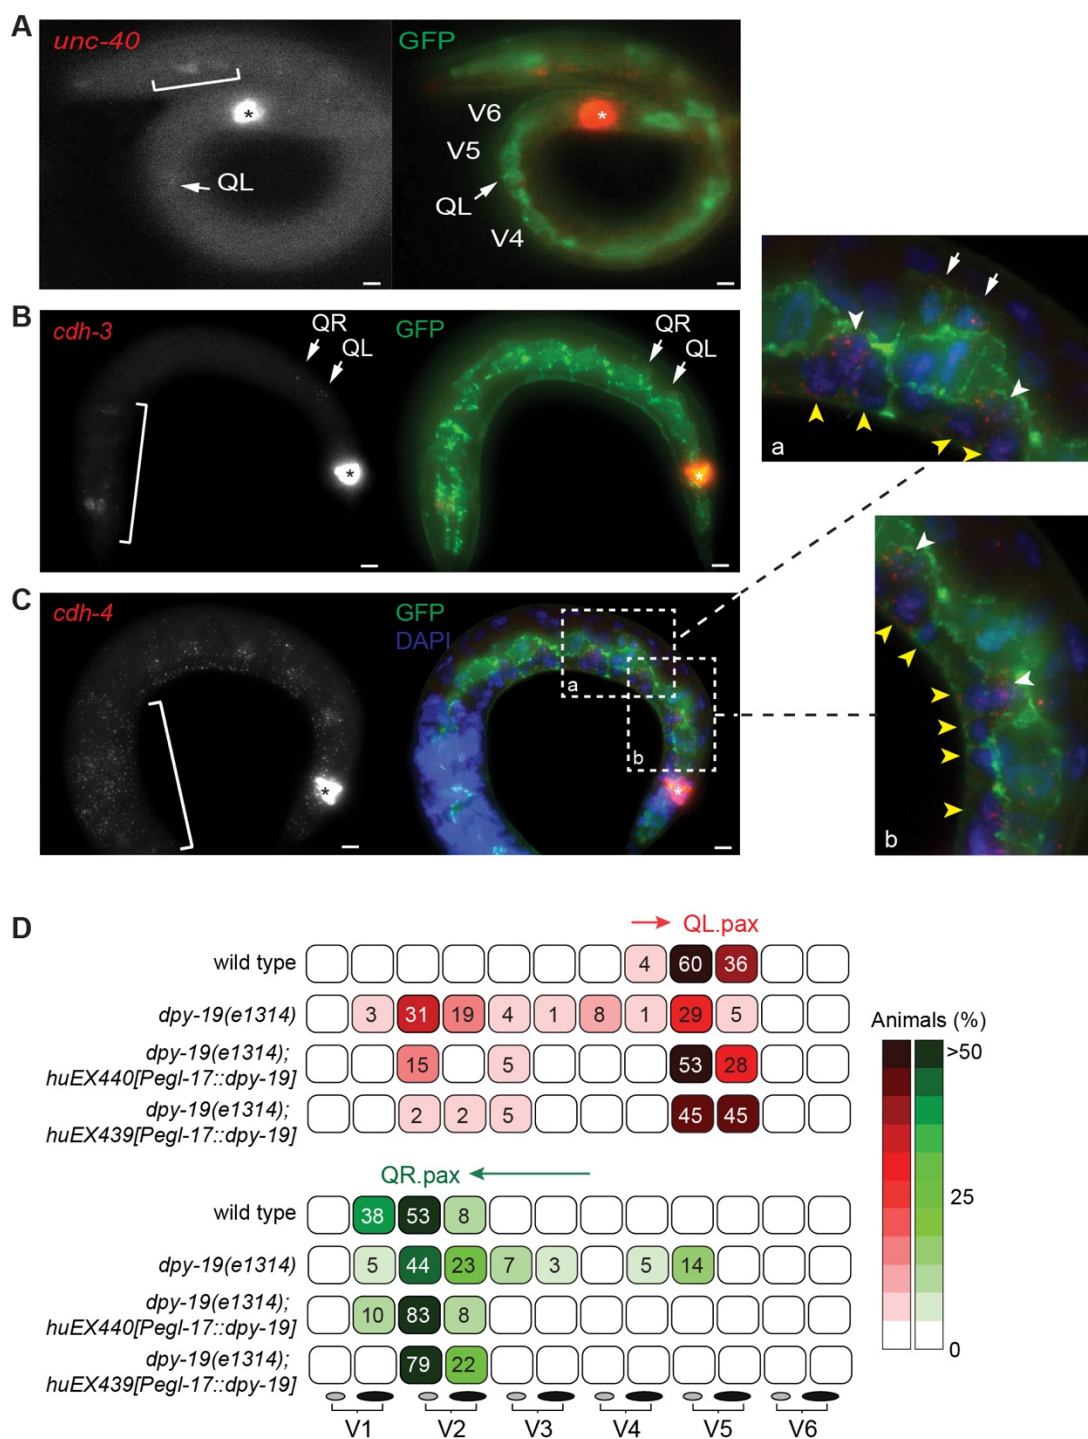 A
unc-40
GFP
*
*
QL
V6
V5
QL
V4
B
cdh-3
QR
QL
GFP
QR
QL
*
*
a
C
cdh-4
GFP
DAPI
a
b
*
*
b
D
QL.pax
wild type
4 60 36
dpy-19(e1314)
3 31 19 4 1 8 1 29 5
dpy-19(e1314);
huEX440[Pegl-17::dpy-19]
15 5 53 28
dpy-19(e1314);
huEX439[Pegl-17::dpy-19]
2 2 5 45 45
Animals (%)
>50
25
0
QR.pax
wild type
38 53 8
dpy-19(e1314)
5 44 23 7 3 5 14
dpy-19(e1314);
huEX440[Pegl-17::dpy-19]
10 83 8
dpy-19(e1314);
huEX439[Pegl-17::dpy-19]
79 22
V1 V2 V3 V4 V5 V6